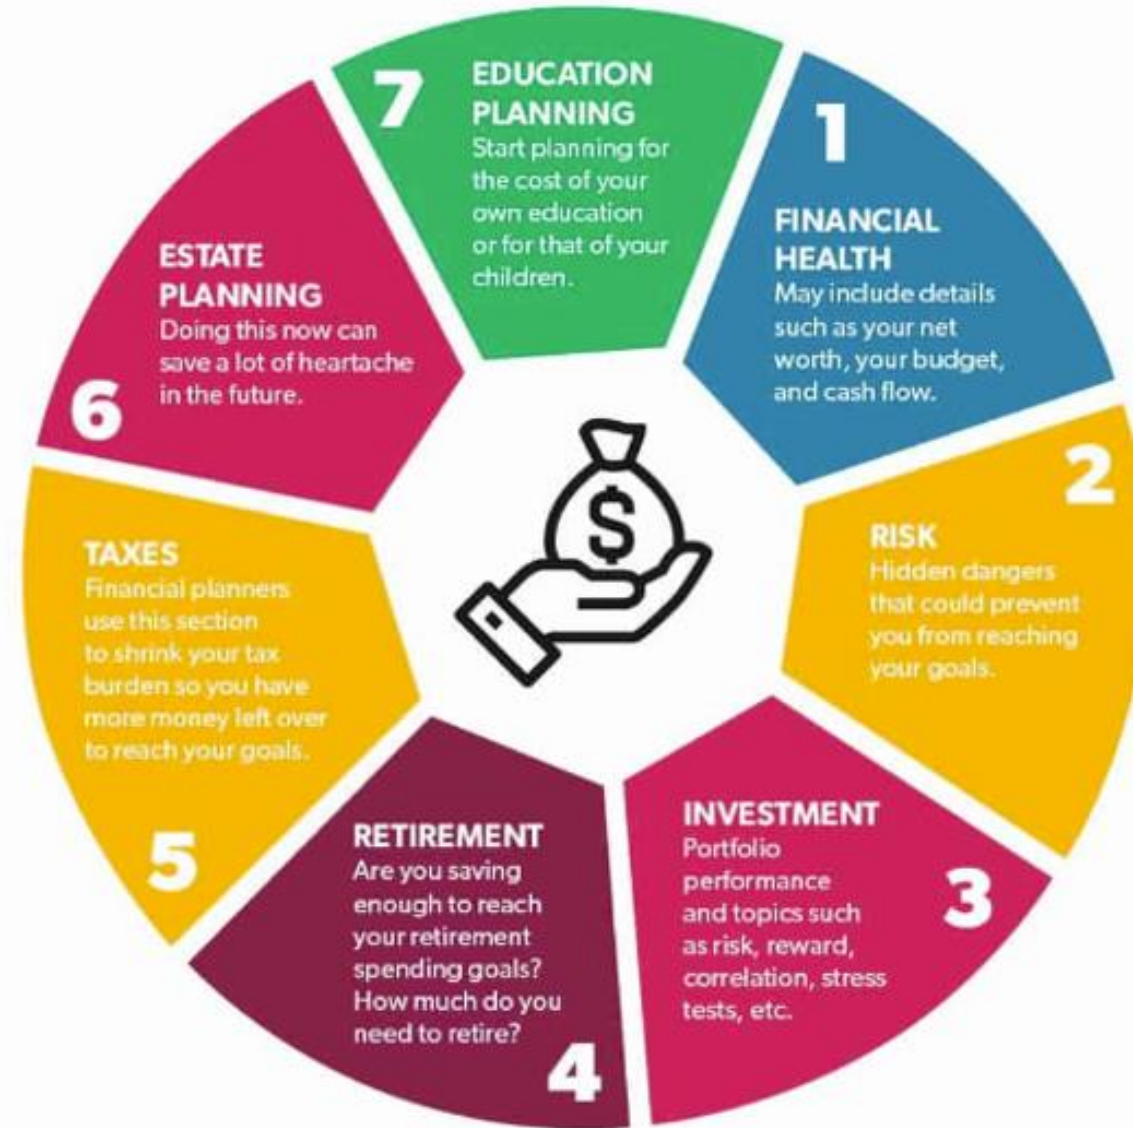 1
FINANCIAL
HEALTH
May include details
such as your net
worth, your budget,
and cash flow.
2
RISK
Hidden dangers
that could prevent
you from reaching
your goals.
3
INVESTMENT
Portfolio
performance
and topics such
as risk, reward,
correlation, stress
tests, etc.
4
RETIREMENT
Are you saving
enough to reach
your retirement
spending goals?
How much do you
need to retire?
5
TAXES
Financial planners
use this section
to shrink your tax
burden so you have
more money left over
to reach your goals.
6
ESTATE
PLANNING
Doing this now can
save a lot of heartache
in the future.
7
EDUCATION
PLANNING
Start planning for
the cost of your
own education
or for that of your
children.
$